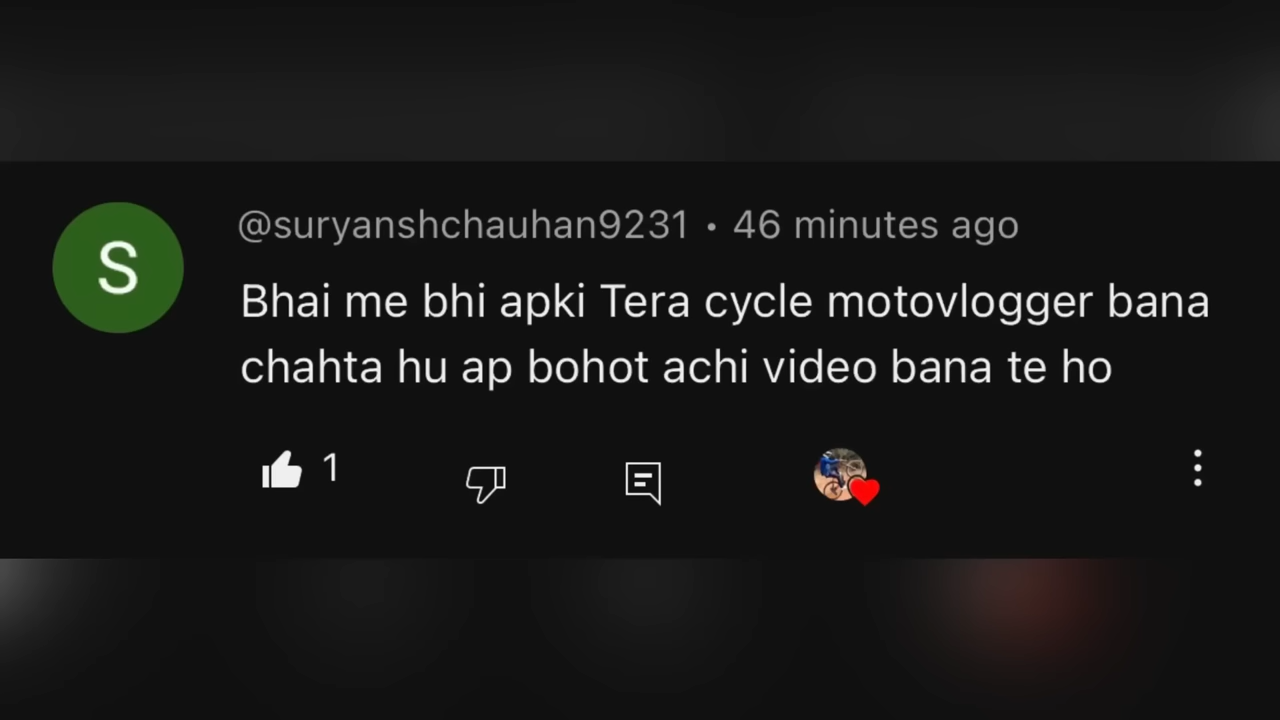 S
@suryanshchauhan9231 • 46 minutes ago
Bhai me bhi apki Tera cycle motovlogger bana
chahta hu ap bohot achi video bana te ho
1